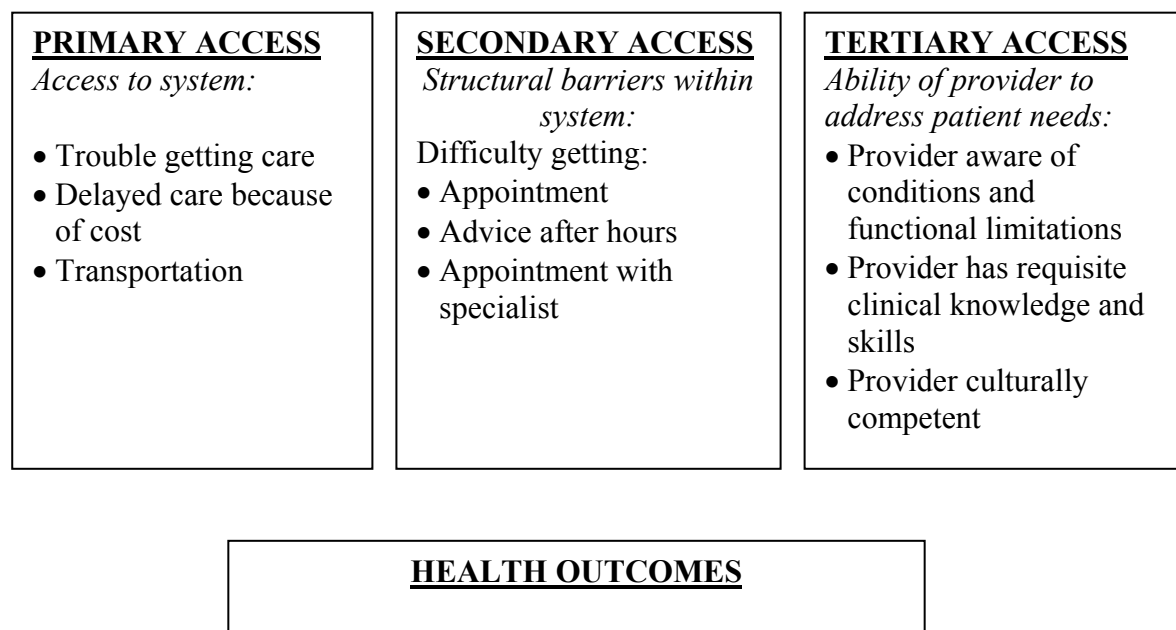 PRIMARY ACCESS
Access to system:
• Trouble getting care
• Delayed care because
of cost
• Transportation
SECONDARY ACCESS
Structural barriers within
system:
Difficulty getting:
• Appointment
• Advice after hours
• Appointment with
specialist
TERTIARY ACCESS
Ability of provider to
address patient needs:
• Provider aware of
conditions and
functional limitations
• Provider has requisite
clinical knowledge and
skills
• Provider culturally
competent
HEALTH OUTCOMES